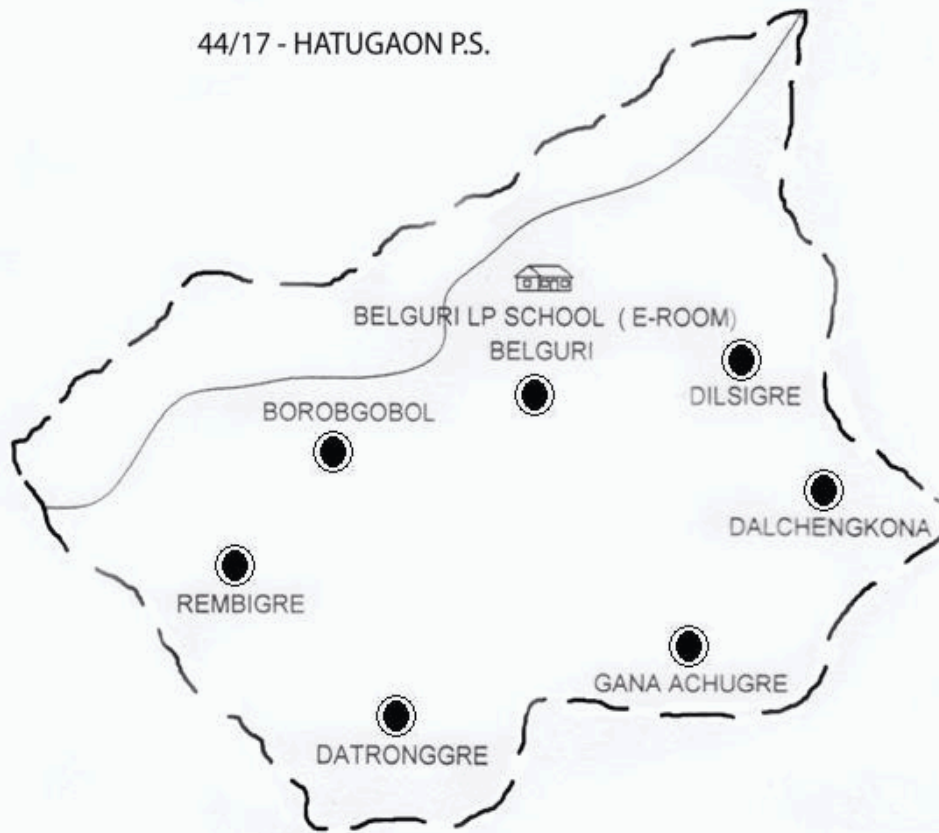 44/17 - HATUGAON P.S.
BELGURI LP SCHOOL (E-ROOM)
BELGURI
DILSIGRE
BOROBGOBOL
DALCHENGKONA
REMBIGRE
GANA ACHUGRE
DATRONGGRE